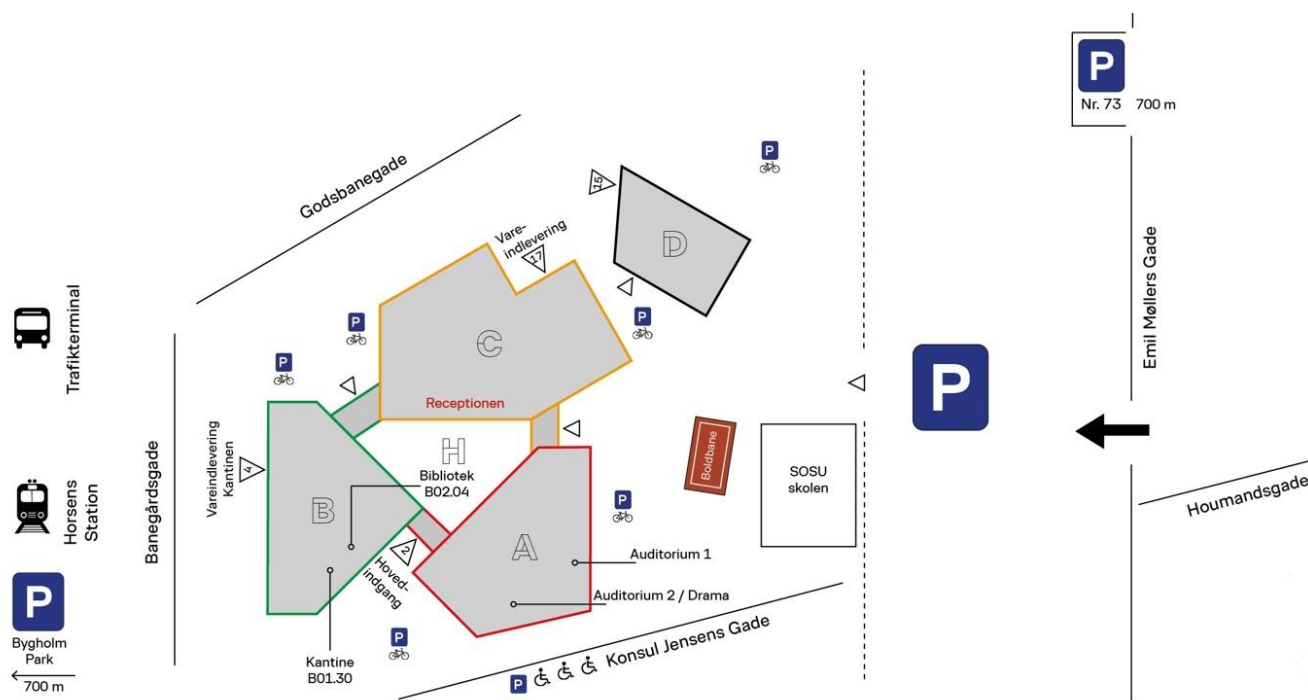 P
Nr. 73 700 m
Godsbanegade
P
15
D
Vare-
indlevering
17
Emil Møllers Gade
Trafikterminal
P
P
P
C
P
Receptionen
Boldbane
H
Bibliotek
B02.04
SOSU
skolen
Houmandsgade
Vareindlevering
Kantinen
4
Horsens
Station
Banegårdsgade
B
P
A
2
Hoved-
indgang
Auditorium 1
Auditorium 2 / Drama
P
Bygholm
Park
700 m
P
Kantine
B01.30
P
Konsul Jensens Gade